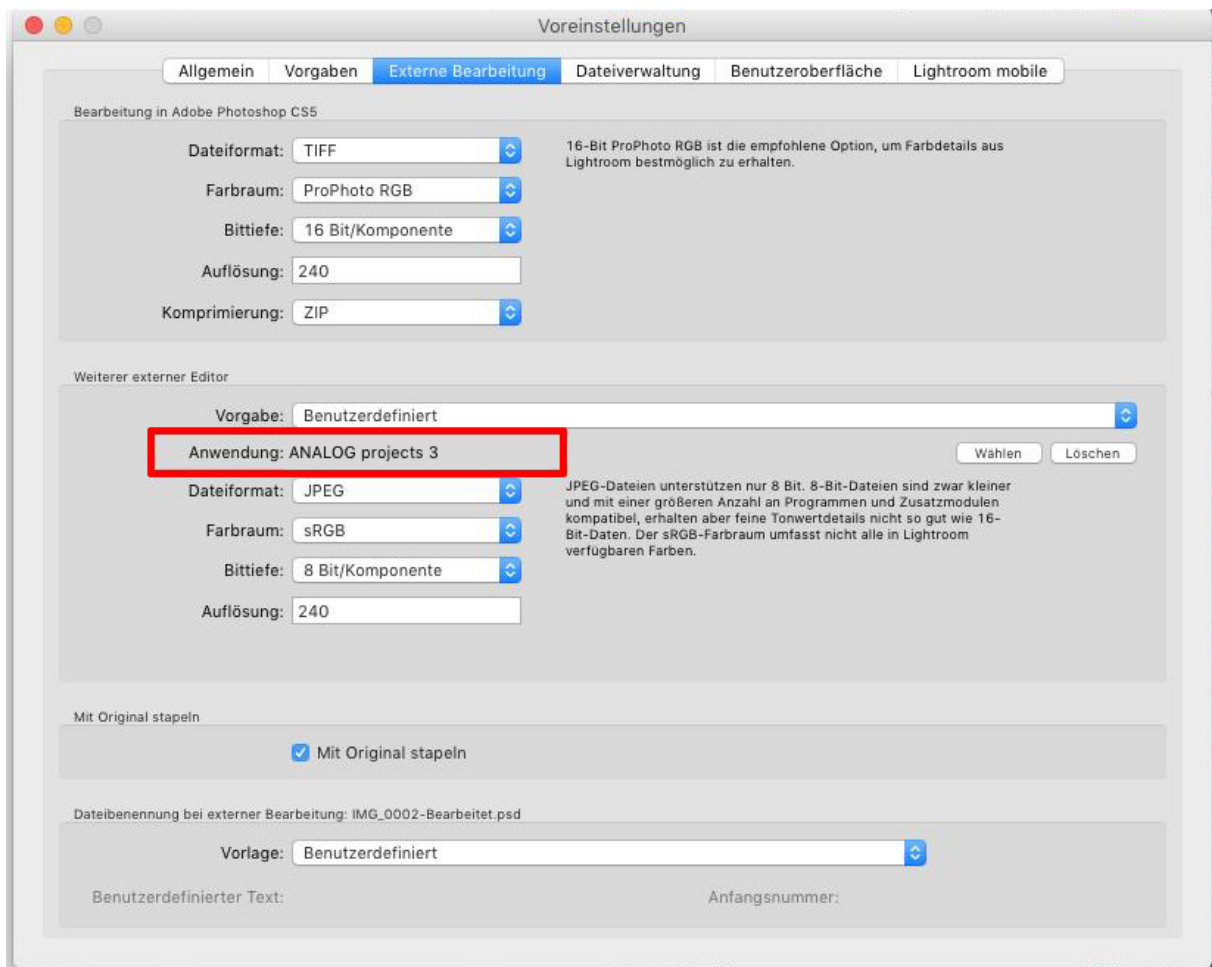 Voreinstellungen
Allgemein Vorgaben Externe Bearbeitung Dateiverwaltung Benutzeroberfläche Lightroom mobile
Bearbeitung in Adobe Photoshop CS5
Dateiformat: TIFF
16-Bit ProPhoto RGB ist die empfohlene Option, um Farbdetails aus
Lightroom bestmöglich zu erhalten.
Farbraum: ProPhoto RGB
Bittiefe: 16 Bit/Komponente
Auflösung: 240
Komprimierung: ZIP
Weiterer externer Editor
Vorgabe: Benutzerdefiniert
Anwendung: ANALOG projects 3 Wählen Löschen
Dateiformat: JPEG
JPEG-Dateien unterstützen nur 8 Bit. 8-Bit-Dateien sind zwar kleiner
und mit einer größeren Anzahl an Programmen und Zusatzmodulen
kompatibel, erhalten aber feine Tonwertdetails nicht so gut wie 16-
Bit-Daten. Der sRGB-Farbraum umfasst nicht alle in Lightroom
verfügbaren Farben.
Farbraum: sRGB
Bittiefe: 8 Bit/Komponente
Auflösung: 240
Mit Original stapeln
Mit Original stapeln
Dateibenennung bei externer Bearbeitung: IMG_0002-Bearbeitet.psd
Vorlage: Benutzerdefiniert
Benutzerdefinierter Text: Anfangsnummer: